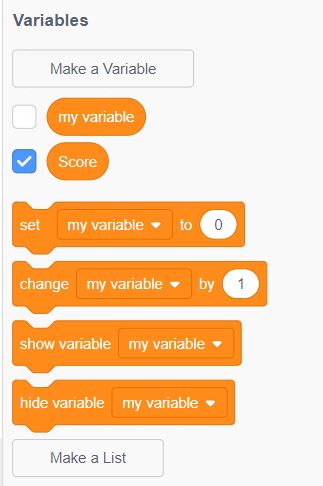 Variables
Make a Variable
my variable
Score
set my variable to 0
change my variable by 1
show variable my variable
hide variable my variable
Make a List